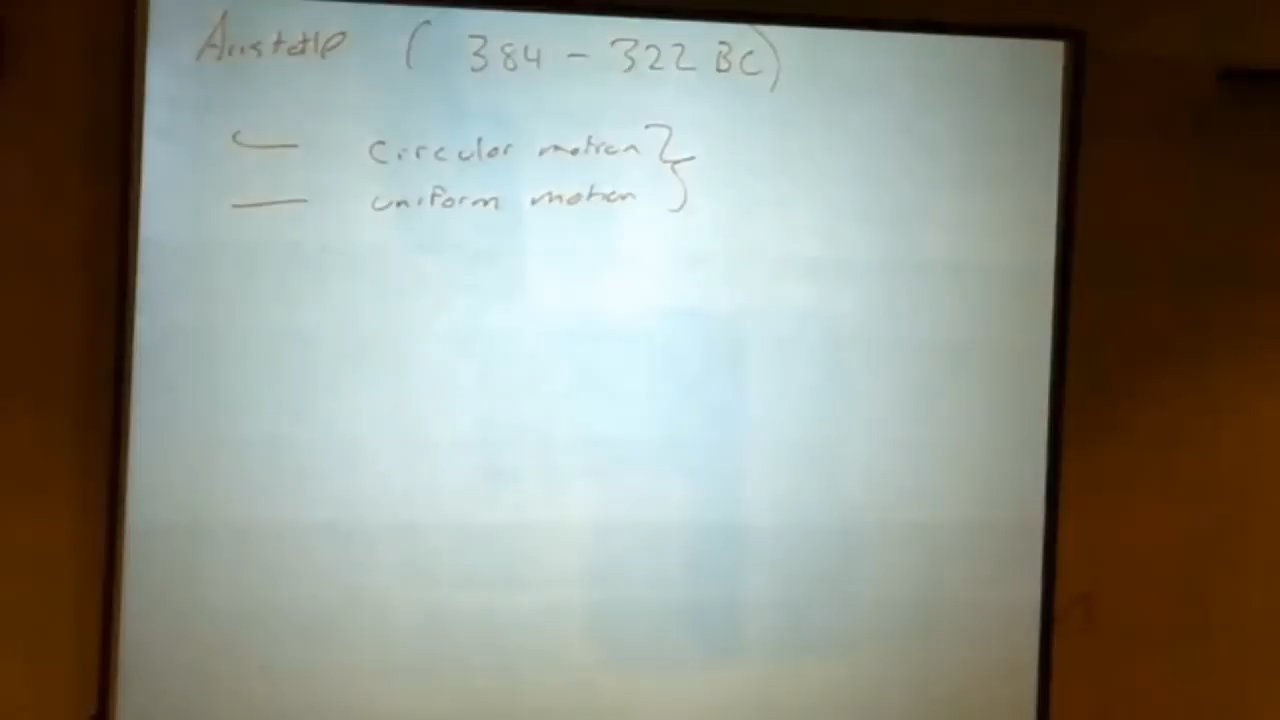 Aristotle ( 384 - 322 BC)
— circular motion }
— uniform motion